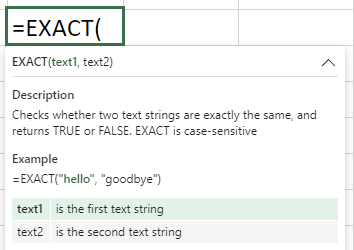 =EXACT(
EXACT(text1, text2)
Description
Checks whether two text strings are exactly the same, and
returns TRUE or FALSE. EXACT is case-sensitive
Example
=EXACT("hello", "goodbye")
text1 is the first text string
text2 is the second text string